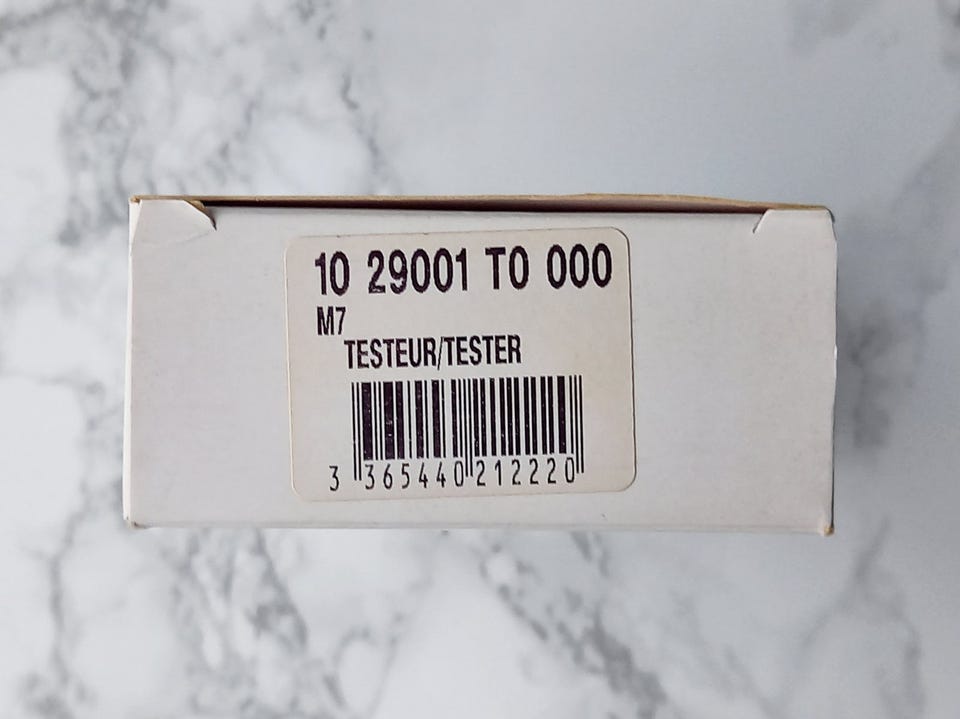 10 29001 T0 000
M7
TESTEUR/TESTER
3 365440 212220